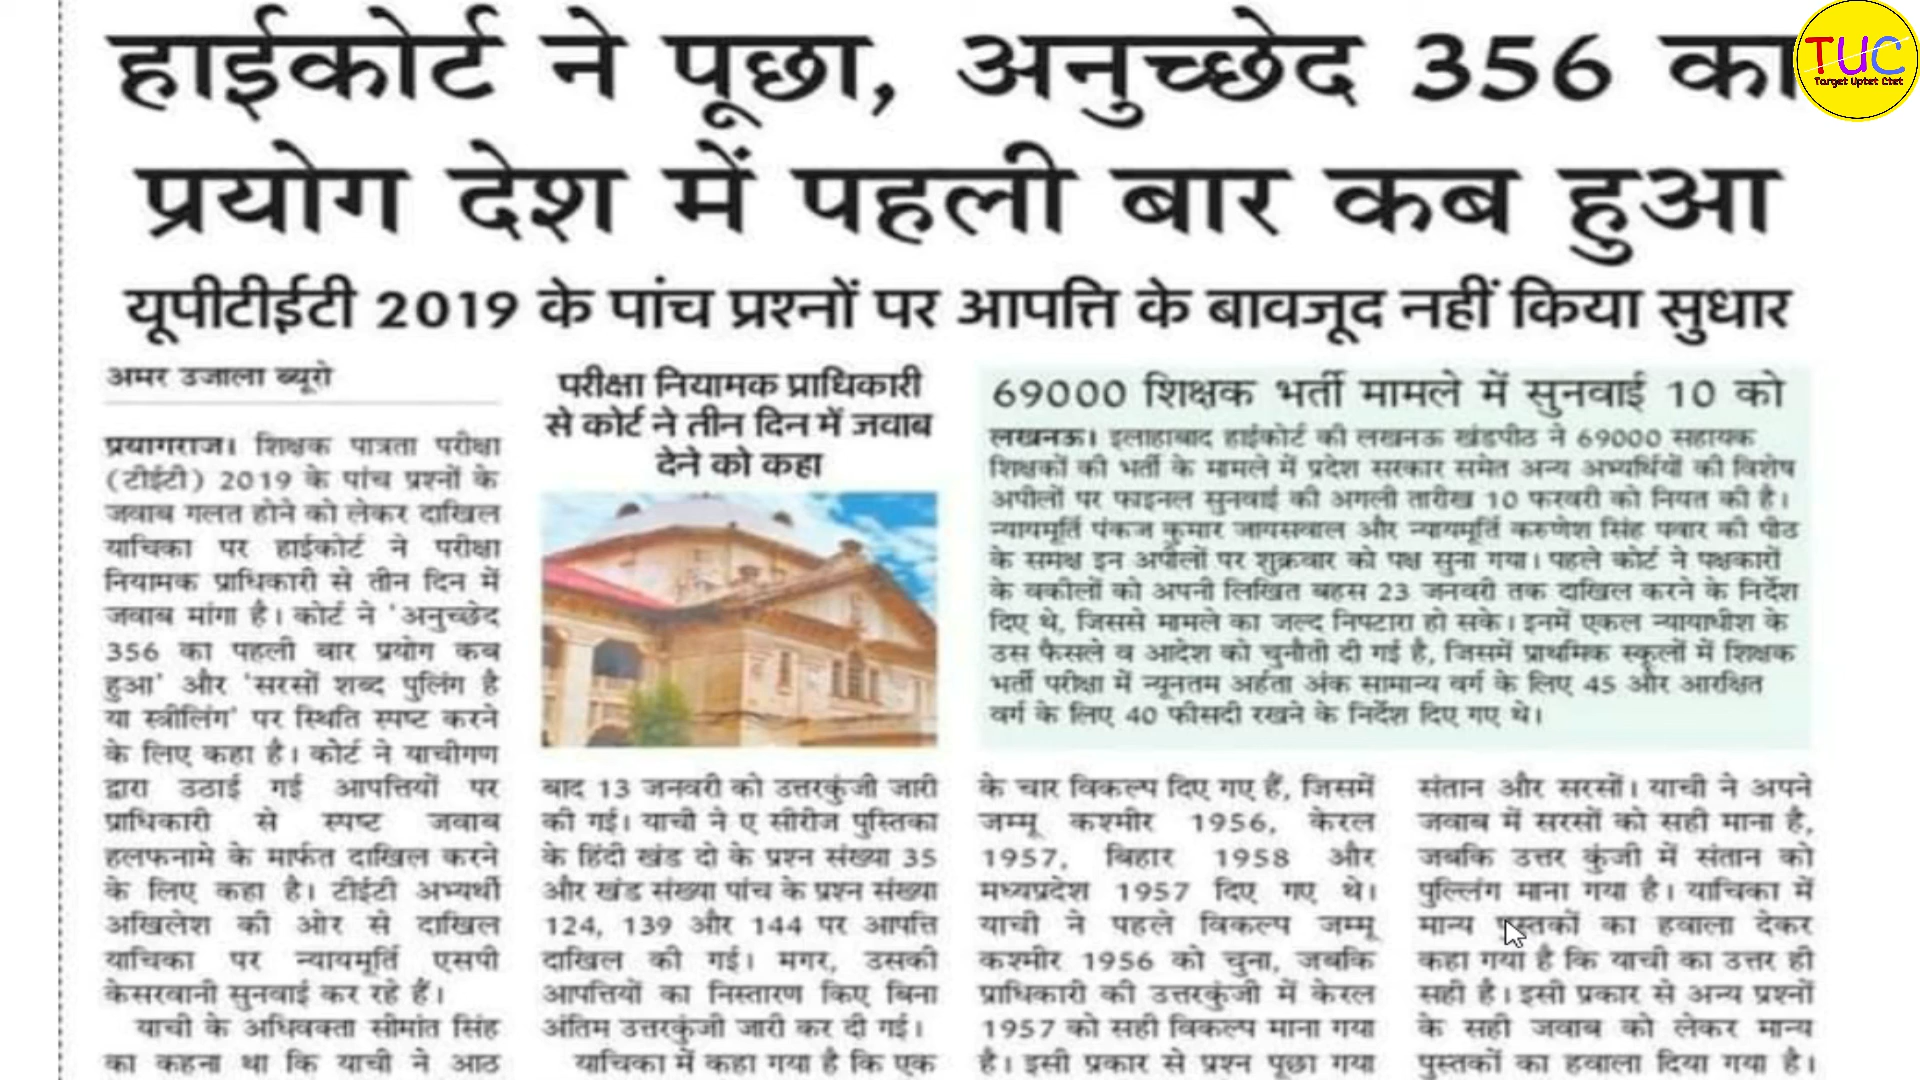 हाईकोर्ट ने पूछा, अनुच्छेद 356 का
प्रयोग देश में पहली बार कब हुआ
TUC
Target Uptet Ctet
यूपीटीईटी 2019 के पांच प्रश्नों पर आपत्ति के बावजूद नहीं किया सुधार
अमर उजाला ब्यूरो
प्रयागराज। शिक्षक पात्रता परीक्षा
(टीईटी) 2019 के पांच प्रश्नों के
जवाब गलत होने को लेकर दाखिल
याचिका पर हाईकोर्ट ने परीक्षा
नियामक प्राधिकारी से तीन दिन में
जवाब मांगा है। कोर्ट ने 'अनुच्छेद
356 का पहली बार प्रयोग कब
हुआ' और 'सरसों शब्द पुलिंग है
या स्त्रीलिंग' पर स्थिति स्पष्ट करने
के लिए कहा है। कोर्ट ने याचीगण
द्वारा उठाई गई आपत्तियों पर
प्राधिकारी से स्पष्ट जवाब
हलफनामे के मार्फत दाखिल करने
के लिए कहा है। टीईटी अभ्यर्थी
अखिलेश की ओर से दाखिल
याचिका पर न्यायमूर्ति एसपी
केसरवानी सुनवाई कर रहे हैं।
याची के अधिवक्ता सीमांत सिंह
का कहना था कि याची ने आठ
परीक्षा नियामक प्राधिकारी
से कोर्ट ने तीन दिन में जवाब
देने को कहा
बाद 13 जनवरी को उत्तरकुंजी जारी
की गई। याची ने ए सीरीज पुस्तिका
के हिंदी खंड दो के प्रश्न संख्या 35
और खंड संख्या पांच के प्रश्न संख्या
124, 139 और 144 पर आपत्ति
दाखिल की गई। मगर, उसकी
आपत्तियों का निस्तारण किए बिना
अंतिम उत्तरकुंजी जारी कर दी गई।
याचिका में कहा गया है कि एक
69000 शिक्षक भर्ती मामले में सुनवाई 10 को
लखनऊ। इलाहाबाद हाईकोर्ट की लखनऊ खंडपीठ ने 69000 सहायक
शिक्षकों की भर्ती के मामले में प्रदेश सरकार समेत अन्य अभ्यर्थियों की विशेष
अपीलों पर फाइनल सुनवाई की अगली तारीख 10 फरवरी को नियत की है।
न्यायमूर्ति पंकज कुमार जायसवाल और न्यायमूर्ति करुणेश सिंह पवार की पीठ
के समक्ष इन अपीलों पर शुक्रवार को पक्ष सुना गया। पहले कोर्ट ने पक्षकारों
के वकीलों को अपनी लिखित बहस 23 जनवरी तक दाखिल करने के निर्देश
दिए थे, जिससे मामले का जल्द निपटारा हो सके। इनमें एकल न्यायाधीश के
उस फैसले व आदेश को चुनौती दी गई है, जिसमें प्राथमिक स्कूलों में शिक्षक
भर्ती परीक्षा में न्यूनतम अर्हता अंक सामान्य वर्ग के लिए 45 और आरक्षित
वर्ग के लिए 40 फीसदी रखने के निर्देश दिए गए थे।
के चार विकल्प दिए गए हैं, जिसमें
जम्मू कश्मीर 1956, केरल
1957, बिहार 1958 और
मध्यप्रदेश 1957 दिए गए थे।
याची ने पहले विकल्प जम्मू
कश्मीर 1956 को चुना, जबकि
प्राधिकारी की उत्तरकुंजी में केरल
1957 को सही विकल्प माना गया
है। इसी प्रकार से प्रश्न पूछा गया
संतान और सरसों। याची ने अपने
जवाब में सरसों को सही माना है,
जबकि उत्तर कुंजी में संतान को
पुल्लिंग माना गया है। याचिका में
मान्य पुस्तकों का हवाला देकर
कहा गया है कि याची का उत्तर ही
सही है। इसी प्रकार से अन्य प्रश्नों
के सही जवाब को लेकर मान्य
पुस्तकों का हवाला दिया गया है।